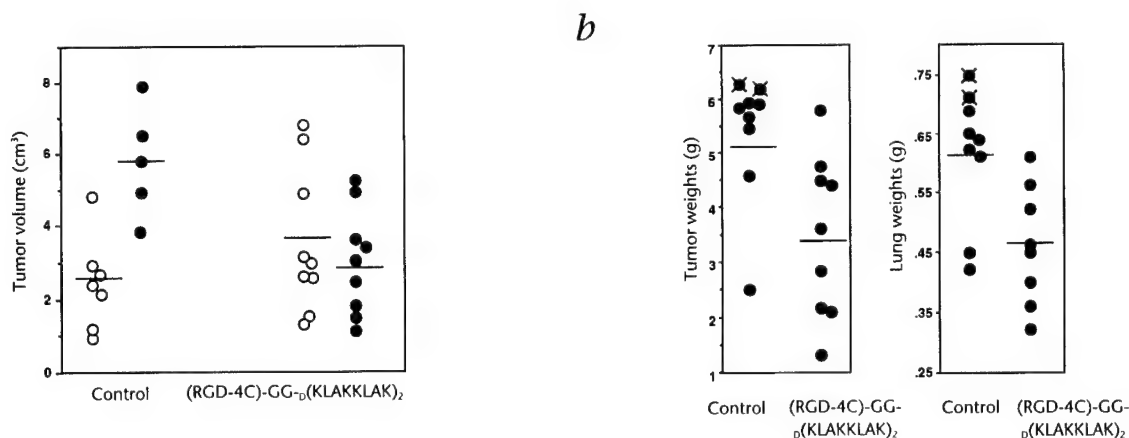 b
Tumor volume (cm³)
8
6
4
2
0
Control
(RGD-4C)-GG-D(KLAKKLAK)2
Tumor weights (g)
7
6
5
4
3
2
1
Control
(RGD-4C)-GG-
D(KLAKKLAK)2
Lung weights (g)
.75
.65
.55
.45
.35
.25
Control
(RGD-4C)-GG-
D(KLAKKLAK)2